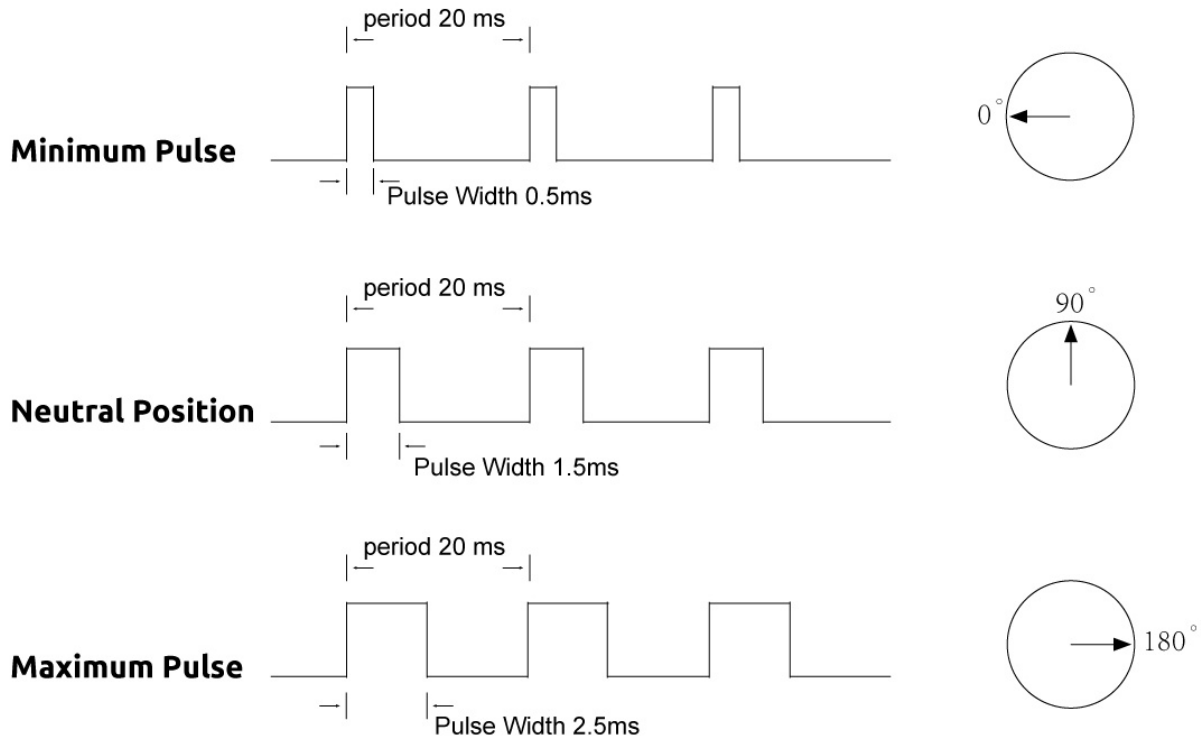 period 20 ms
0°
Minimum Pulse
Pulse Width 0.5ms
period 20 ms
90°
Neutral Position
Pulse Width 1.5ms
period 20 ms
180°
Maximum Pulse
Pulse Width 2.5ms